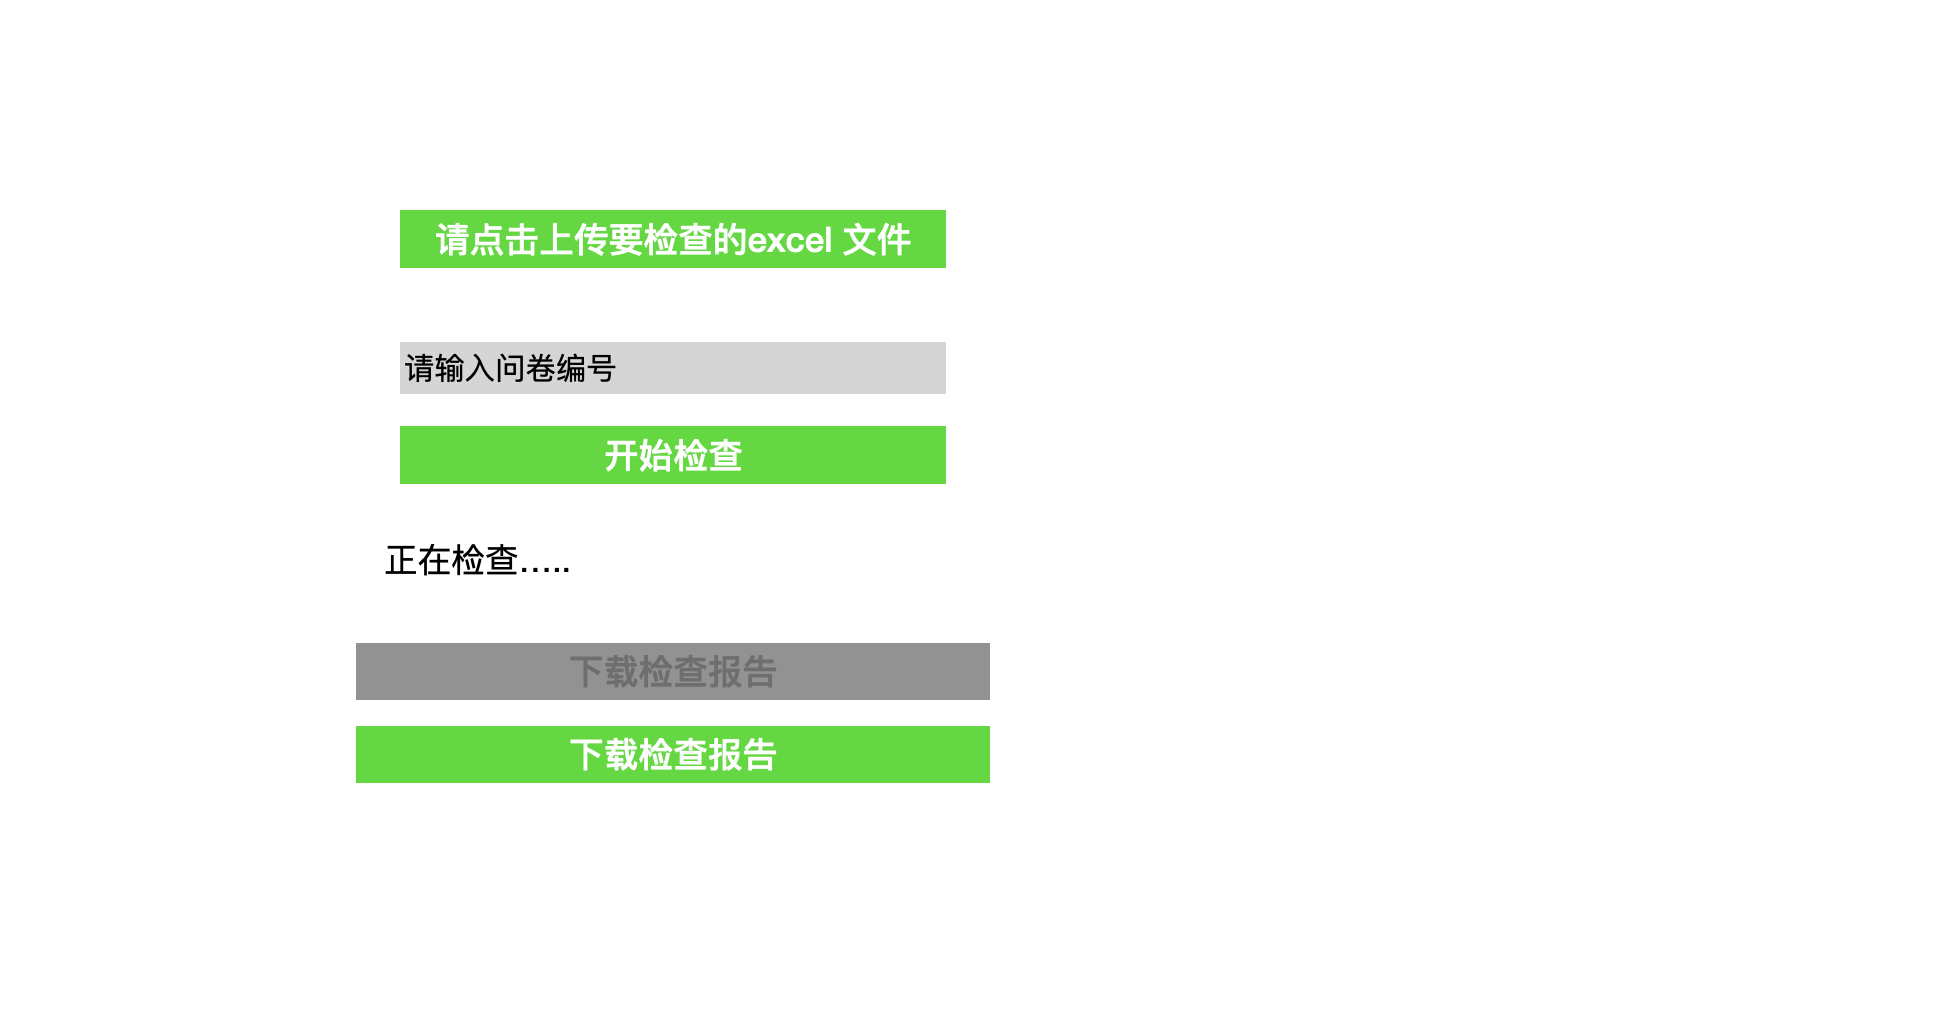 请点击上传要检查的excel 文件
请输入问卷编号
开始检查
正在检查…..
下载检查报告
下载检查报告